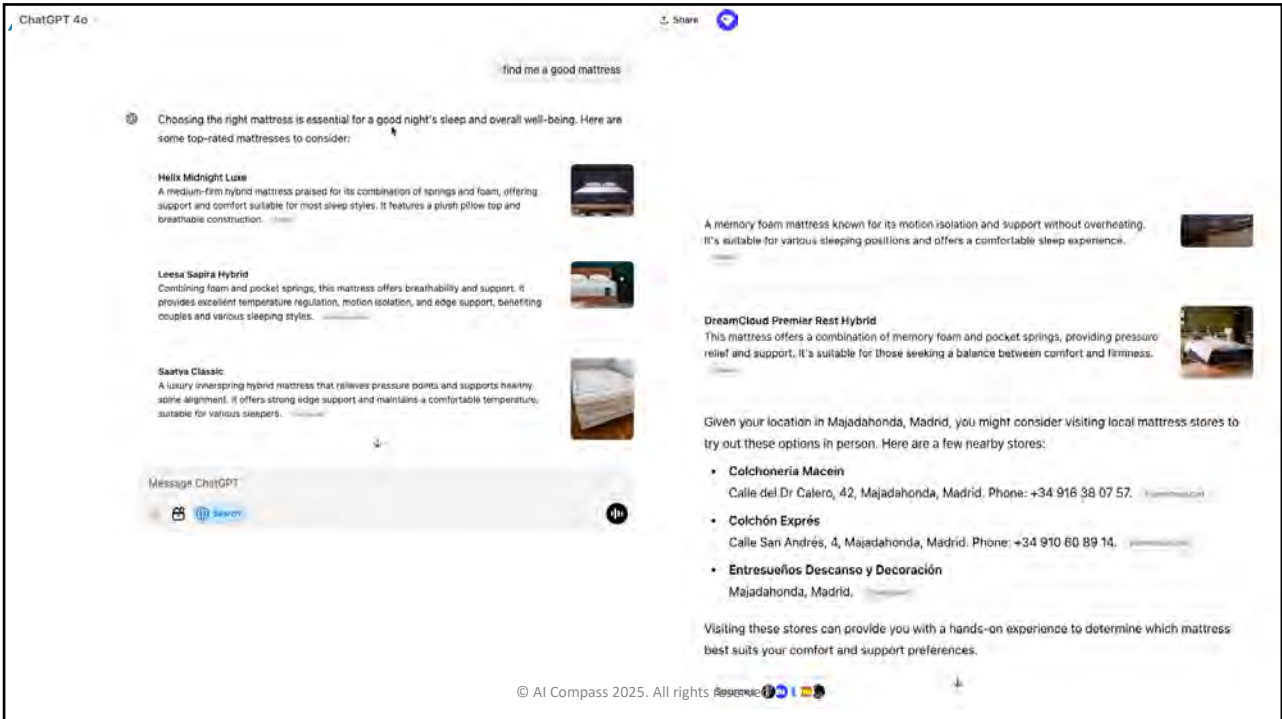 ChatGPT 4o
Share
find me a good mattress
Choosing the right mattress is essential for a good night's sleep and overall well-being. Here are
some top-rated mattresses to consider:
Helix Midnight Luxe
A medium-firm hybrid mattress praised for its combination of springs and foam, offering
support and comfort suitable for most sleep styles. It features a plush pillow top and
breathable construction.
Leesa Sapira Hybrid
Combining foam and pocket springs, this mattress offers breathability and support. It
provides excellent temperature regulation, motion isolation, and edge support, benefiting
couples and various sleeping styles.
Saatva Classic
A luxury innerspring hybrid mattress that relieves pressure points and supports healthy
spine alignment. It offers strong edge support and maintains a comfortable temperature,
suitable for various sleepers.
Message ChatGPT
Search
A memory foam mattress known for its motion isolation and support without overheating.
It's suitable for various sleeping positions and offers a comfortable sleep experience.
DreamCloud Premier Rest Hybrid
This mattress offers a combination of memory foam and pocket springs, providing pressure
relief and support. It's suitable for those seeking a balance between comfort and firmness.
Given your location in Majadahonda, Madrid, you might consider visiting local mattress stores to
try out these options in person. Here are a few nearby stores:
• Colchonería Macein
Calle del Dr Calero, 42, Majadahonda, Madrid. Phone: +34 916 38 07 57.
• Colchón Exprés
Calle San Andrés, 4, Majadahonda, Madrid. Phone: +34 910 60 89 14.
• Entresueños Descanso y Decoración
Majadahonda, Madrid.
Visiting these stores can provide you with a hands-on experience to determine which mattress
best suits your comfort and support preferences.
Sources
© AI Compass 2025. All rights reserved